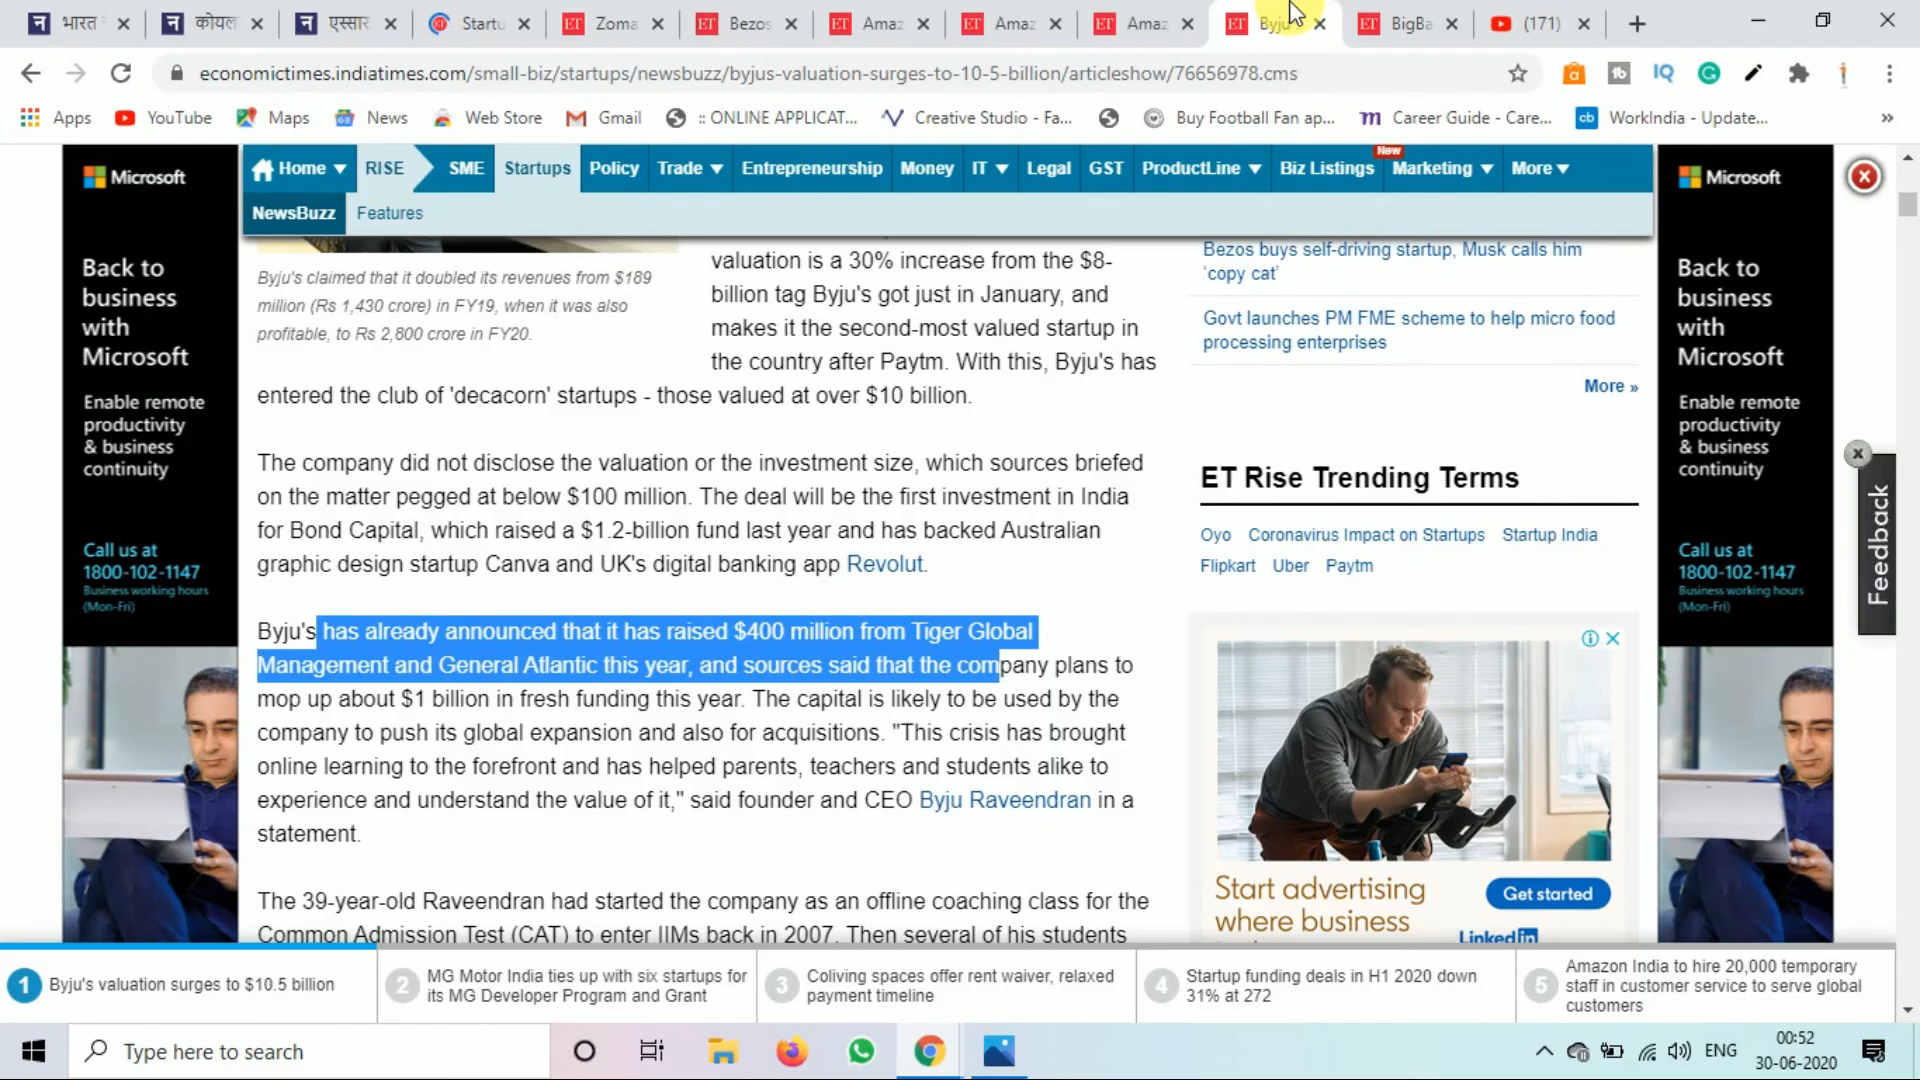 भारत
कोयल
एस्सार
Startu
ET Zoma
ET Bezos
ET Amaz
ET Amaz
ET Amaz
ET Byju's
ET BigBa
(171)
economictimes.indiatimes.com/small-biz/startups/newsbuzz/byjus-valuation-surges-to-10-5-billion/articleshow/76656978.cms
Apps YouTube Maps News Web Store Gmail :: ONLINE APPLICAT... Creative Studio - Fa... Buy Football Fan ap... Career Guide - Care... cb WorkIndia - Update... »
Microsoft
Back to
business
with
Microsoft
Enable remote
productivity
& business
continuity
Call us at
1800-102-1147
Business working hours
(Mon-Fri)
Home RISE SME Startups Policy Trade Entrepreneurship Money IT Legal GST ProductLine Biz Listings New Marketing More
NewsBuzz Features
Byju's claimed that it doubled its revenues from $189
million (Rs 1,430 crore) in FY19, when it was also
profitable, to Rs 2,800 crore in FY20.
valuation is a 30% increase from the $8-
billion tag Byju's got just in January, and
makes it the second-most valued startup in
the country after Paytm. With this, Byju's has
entered the club of 'decacorn' startups - those valued at over $10 billion.
The company did not disclose the valuation or the investment size, which sources briefed
on the matter pegged at below $100 million. The deal will be the first investment in India
for Bond Capital, which raised a $1.2-billion fund last year and has backed Australian
graphic design startup Canva and UK's digital banking app Revolut.
Byju's has already announced that it has raised $400 million from Tiger Global
Management and General Atlantic this year, and sources said that the company plans to
mop up about $1 billion in fresh funding this year. The capital is likely to be used by the
company to push its global expansion and also for acquisitions. "This crisis has brought
online learning to the forefront and has helped parents, teachers and students alike to
experience and understand the value of it," said founder and CEO Byju Raveendran in a
statement.
The 39-year-old Raveendran had started the company as an offline coaching class for the
Common Admission Test (CAT) to enter IIMs back in 2007. Then several of his students
Bezos buys self-driving startup, Musk calls him
'copy cat'
Govt launches PM FME scheme to help micro food
processing enterprises
More »
ET Rise Trending Terms
Oyo Coronavirus Impact on Startups Startup India
Flipkart Uber Paytm
Start advertising
where business
Get started
Linked in
Microsoft
Back to
business
with
Microsoft
Enable remote
productivity
& business
continuity
Call us at
1800-102-1147
Business working hours
(Mon-Fri)
Feedback
1 Byju's valuation surges to $10.5 billion
2 MG Motor India ties up with six startups for
its MG Developer Program and Grant
3 Coliving spaces offer rent waiver, relaxed
payment timeline
4 Startup funding deals in H1 2020 down
31% at 272
5 Amazon India to hire 20,000 temporary
staff in customer service to serve global
customers
Type here to search
ENG
00:52
30-06-2020